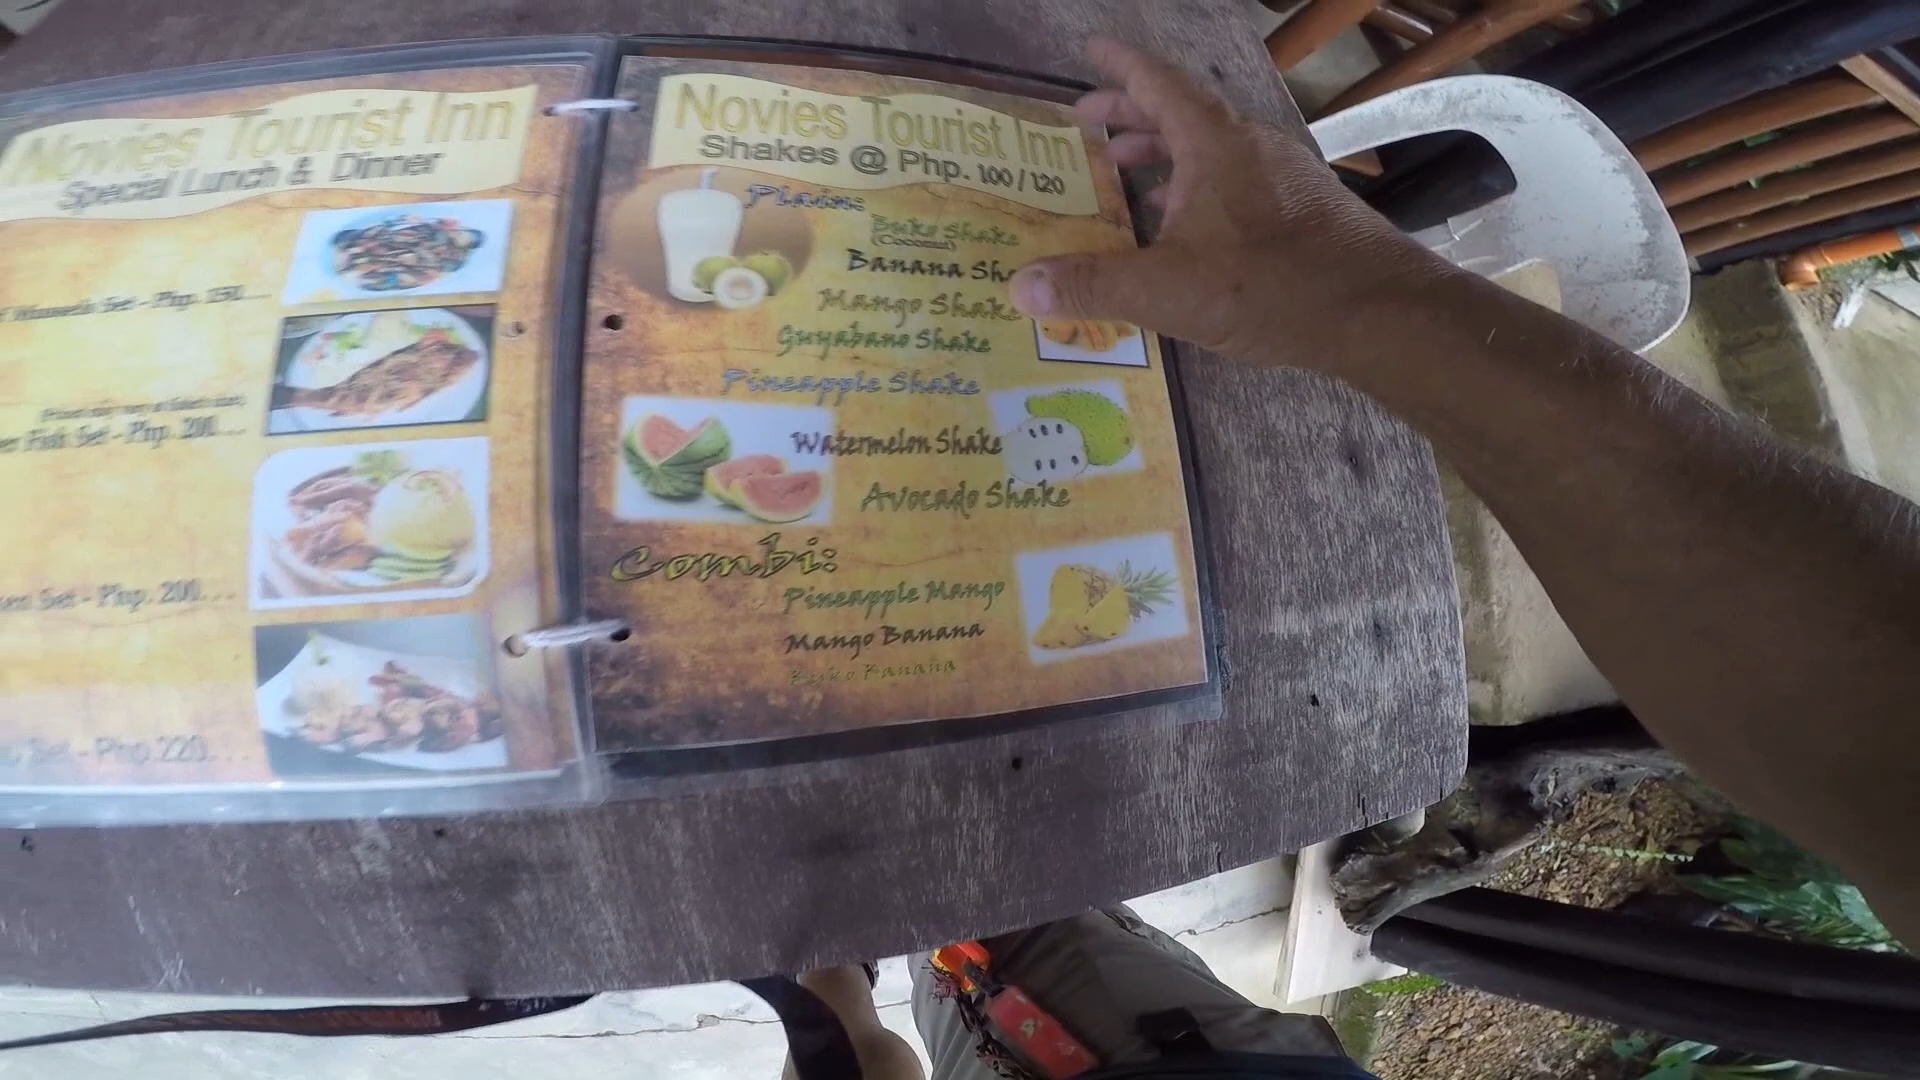 Novies Tourist Inn
Special Lunch & Dinner
Set - Php. 150....
Fish Set - Php. 200....
Set - Php. 200....
Set - Php.220....
Novies Tourist Inn
Shakes @ Php. 100 / 120
Plain:
Buko Shake
(Coconut)
Banana Sh
Mango Shake
Guyabano Shake
Pineapple Shake
Watermelon Shake
Avocado Shake
Combi:
Pineapple Mango
Mango Banana
Buko Banana